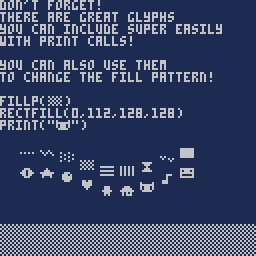 DON'T FORGET!
THERE ARE GREAT GLYPHS
YOU CAN INCLUDE SUPER EASILY
WITH PRINT CALLS!
YOU CAN ALSO USE THEM
TO CHANGE THE FILL PATTERN!
FILLP(▒)
RECTFILL(0,112,128,128)
PRINT("🐱")